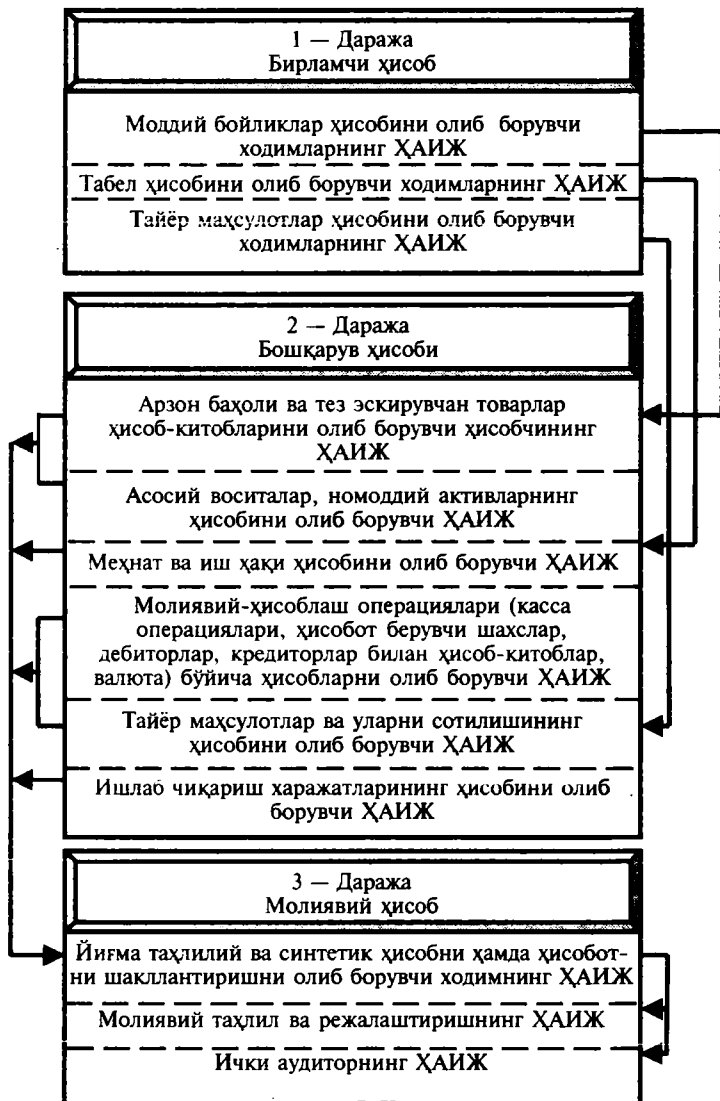 1 — Даража
Бирламчи ҳисоб
Моддий бойликлар ҳисобини олиб борувчи
ходимларнинг ҲАИЖ
Табел ҳисобини олиб борувчи ходимларнинг ҲАИЖ
Тайёр маҳсулотлар ҳисобини олиб борувчи
ходимларнинг ҲАИЖ
2 — Даража
Бошқарув ҳисоби
Арзон баҳоли ва тез эскирувчан товарлар
ҳисоб-китобларини олиб борувчи ҳисобчининг
ҲАИЖ
Асосий воситалар, номоддий активларнинг
ҳисобини олиб борувчи ҲАИЖ
Меҳнат ва иш ҳақи ҳисобини олиб борувчи ҲАИЖ
Молиявий-ҳисоблаш операциялари (касса
операциялари, ҳисобот берувчи шахслар,
дебиторлар, кредиторлар билан ҳисоб-китоблар,
валюта) бўйича ҳисобларни олиб борувчи ҲАИЖ
Тайёр маҳсулотлар ва уларни сотилишининг
ҳисобини олиб борувчи ҲАИЖ
Ишлаб чиқариш харажатларининг ҳисобини олиб
борувчи ҲАИЖ
3 — Даража
Молиявий ҳисоб
Йиғма таҳлилий ва синтетик ҳисобни ҳамда ҳисобот-
ни шакллантиришни олиб борувчи ходимнинг ҲАИЖ
Молиявий таҳлил ва режалаштиришнинг ҲАИЖ
Ички аудиторнинг ҲАИЖ